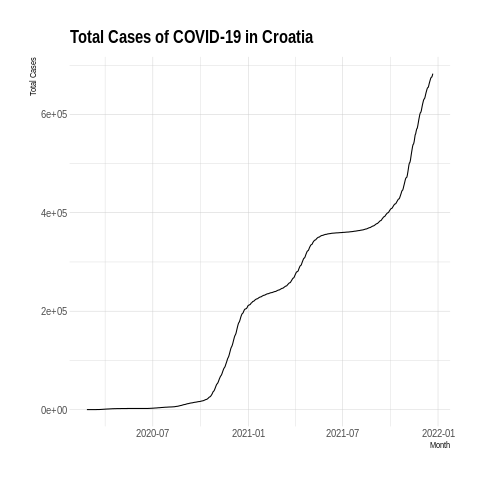 Total Cases of COVID-19 in Croatia
Total Cases
6e+05
4e+05
2e+05
0e+00
2020-07 2021-01 2021-07 2022-01
Month